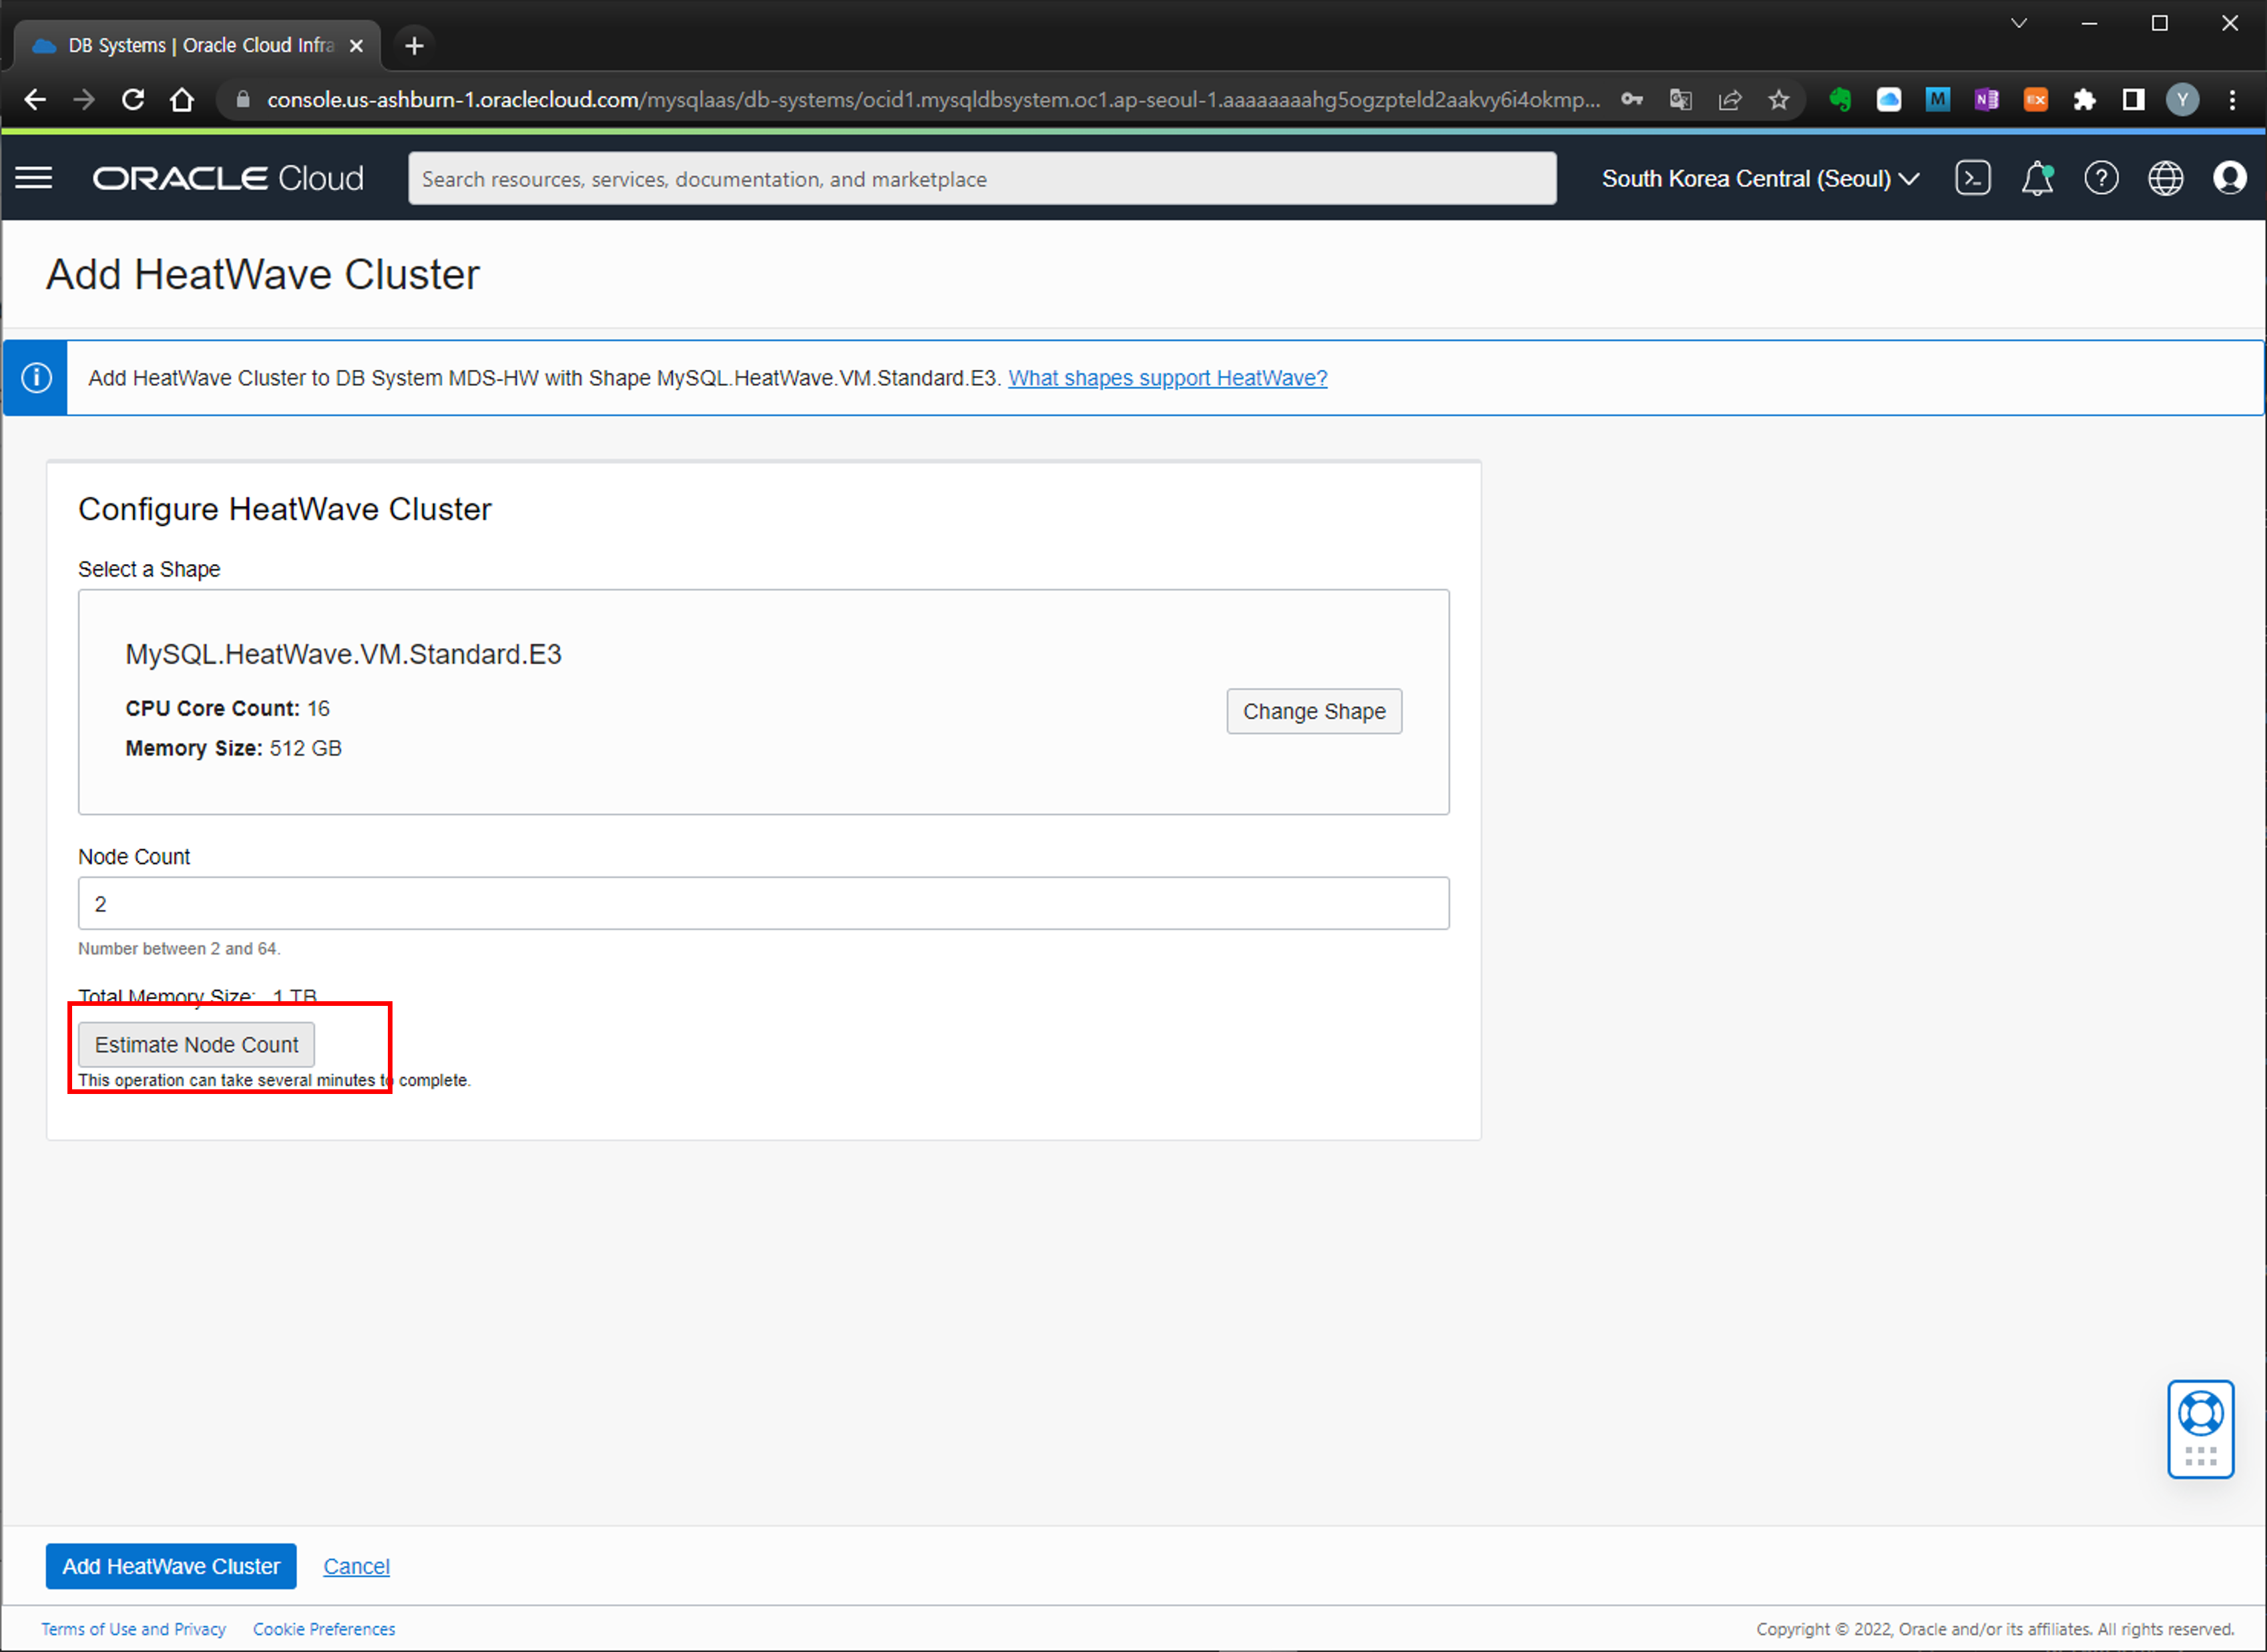 DB Systems | Oracle Cloud Infra
console.us-ashburn-1.oraclecloud.com/mysqlaas/db-systems/ocid1.mysqldbsystem.oc1.ap-seoul-1.aaaaaaaahg5ogzpteld2aakvy6i4okmp...
M
N
EX
Y
ORACLE Cloud
Search resources, services, documentation, and marketplace
South Korea Central (Seoul)
Add HeatWave Cluster
Add HeatWave Cluster to DB System MDS-HW with Shape MySQL.HeatWave.VM.Standard.E3. What shapes support HeatWave?
Configure HeatWave Cluster
Select a Shape
MySQL.HeatWave.VM.Standard.E3
CPU Core Count: 16
Memory Size: 512 GB
Change Shape
Node Count
2
Number between 2 and 64.
Total Memory Size: 1 TB
Estimate Node Count
This operation can take several minutes to complete.
Add HeatWave Cluster
Cancel
Terms of Use and Privacy
Cookie Preferences
Copyright © 2022, Oracle and/or its affiliates. All rights reserved.